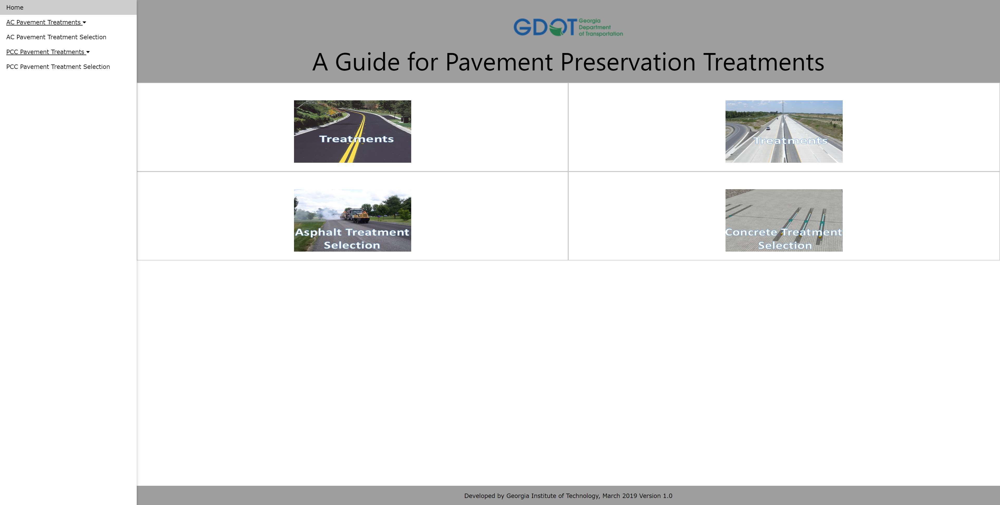 Home
AC Pavement Treatments
AC Pavement Treatment Selection
PCC Pavement Treatments
PCC Pavement Treatment Selection
GDOT
Georgia
Department
of Transportation
A Guide for Pavement Preservation Treatments
Treatments
Treatments
Asphalt Treatment
Selection
Concrete Treatment
Selection
Developed by Georgia Institute of Technology, March 2019 Version 1.0